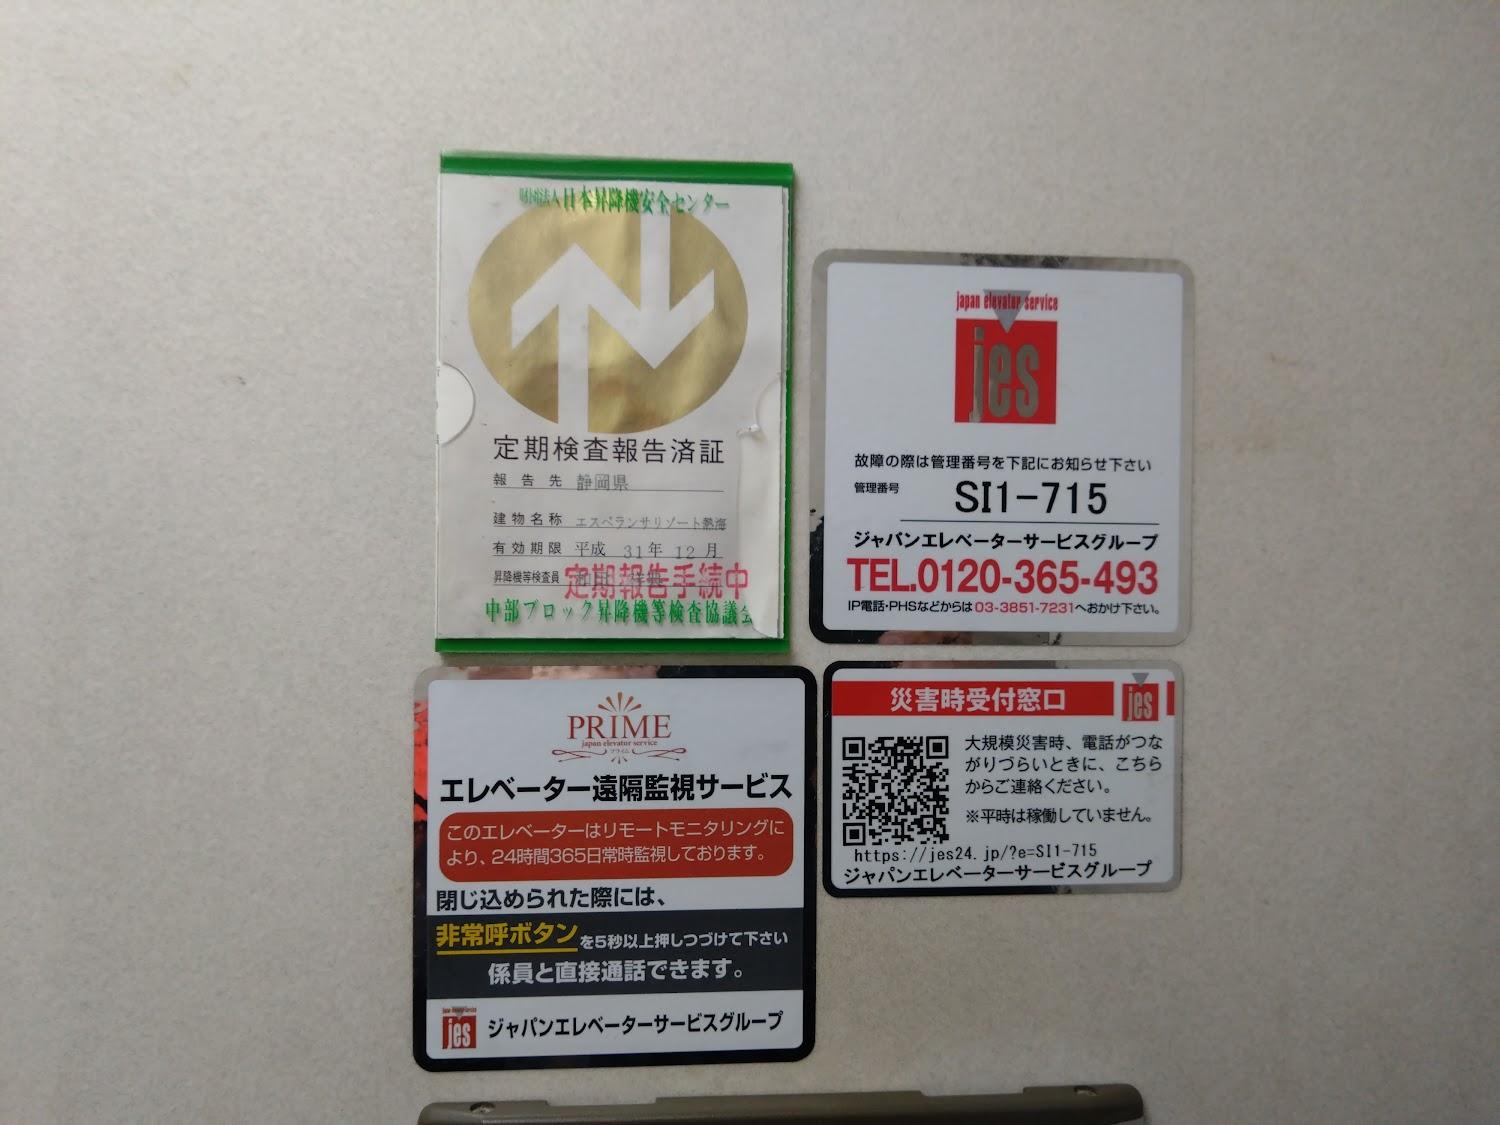 財団法人日本昇降機安全センター
定期検査報告済証
報告先 静岡県
建物名称 エスペランサリゾート熱海
有効期限 平成 31年 12月
昇降機等検査員
定期報告手続中
中部ブロック昇降機等検査協議会
japan elevator service
jes
故障の際は管理番号を下記にお知らせ下さい
管理番号 SI1-715
ジャパンエレベーターサービスグループ
TEL.0120-365-493
IP電話・PHSなどからは03-3851-7231へおかけ下さい。
PRIME
japan elevator service
プライム
エレベーター遠隔監視サービス
このエレベーターはリモートモニタリングに
より、24時間365日常時監視しております。
閉じ込められた際には、
非常呼ボタンを5秒以上押しつづけて下さい
係員と直接通話できます。
japan elevator service
jes
ジャパンエレベーターサービスグループ
災害時受付窓口
jes
大規模災害時、電話がつな
がりづらいときに、こちら
からご連絡ください。
※平時は稼働していません。
https://jes24.jp/?e=SI1-715
ジャパンエレベーターサービスグループ